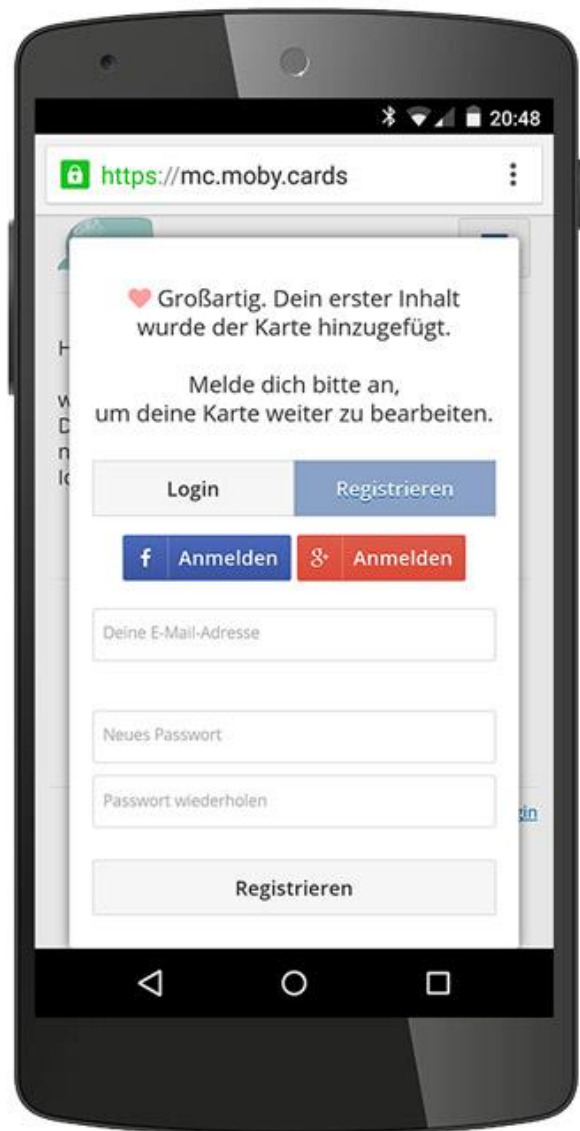 20:48
https://mc.moby.cards
Großartig. Dein erster Inhalt
wurde der Karte hinzugefügt.
Melde dich bitte an,
um deine Karte weiter zu bearbeiten.
Login Registrieren
f Anmelden g+ Anmelden
Deine E-Mail-Adresse
Neues Passwort
Passwort wiederholen
Registrieren